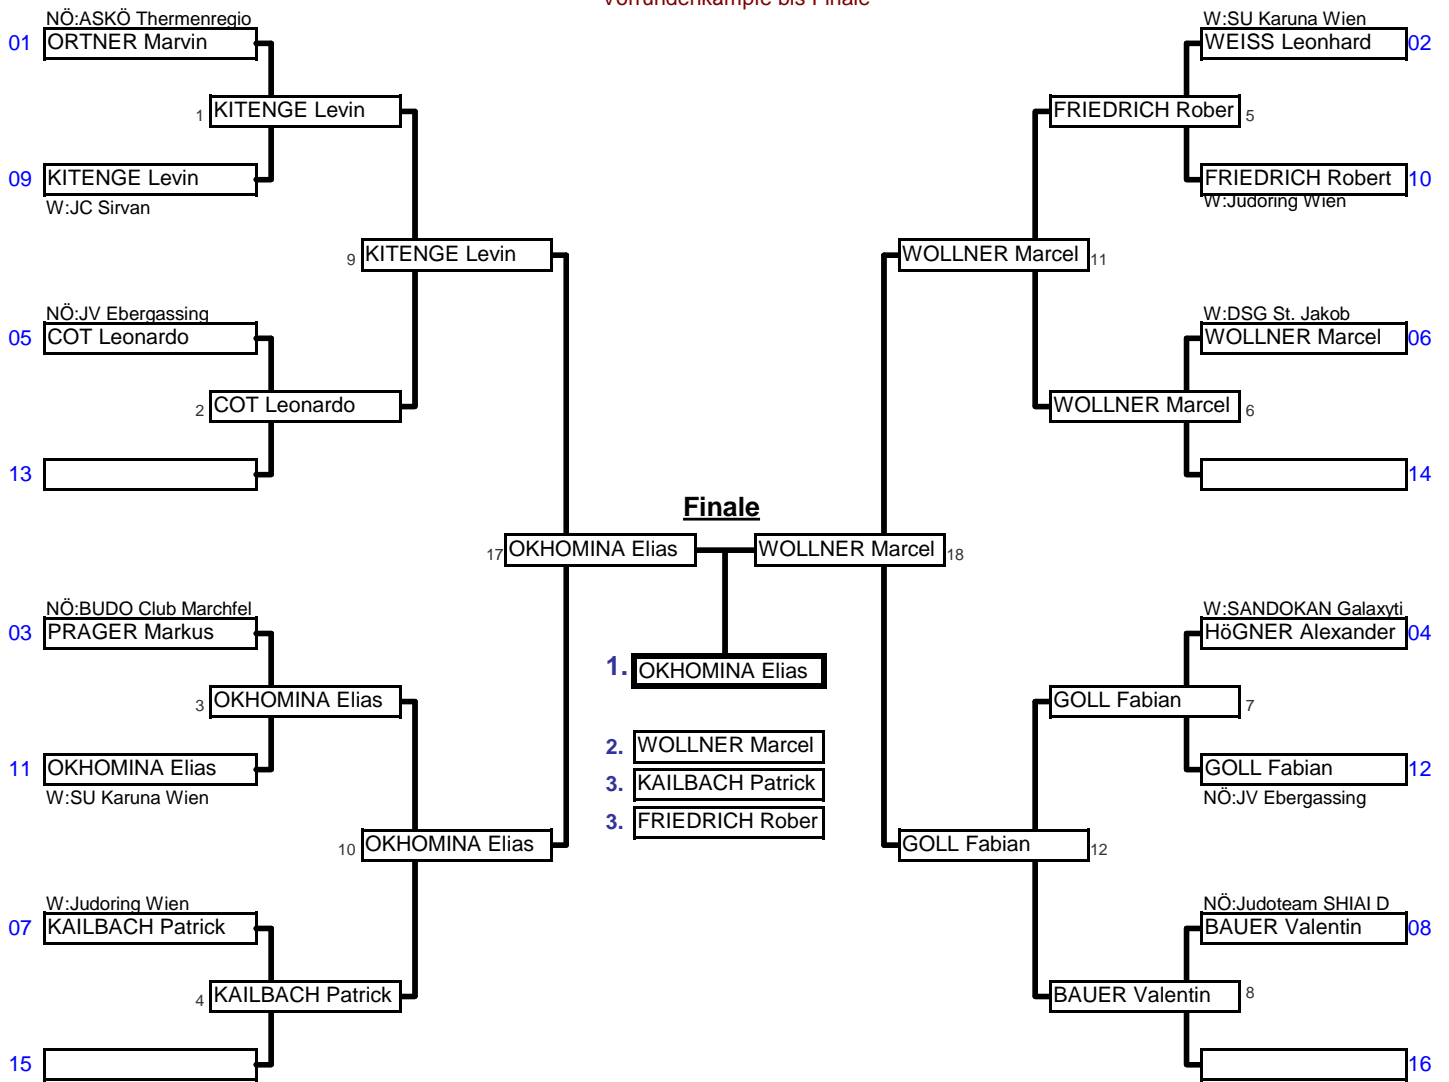 Vorrundenkämpfe bis Finale
NÖ:ASKÖ Thermenregio
01 ORTNER Marvin
1 KITENGE Levin
09 KITENGE Levin
W:JC Sirvan
9 KITENGE Levin
NÖ:JV Ebergassing
05 COT Leonardo
2 COT Leonardo
13
17 OKHOMINA Elias
NÖ:BUDO Club Marchfel
03 PRAGER Markus
3 OKHOMINA Elias
11 OKHOMINA Elias
W:SU Karuna Wien
10 OKHOMINA Elias
W:Judoring Wien
07 KAILBACH Patrick
4 KAILBACH Patrick
15
Finale
1. OKHOMINA Elias
2. WOLLNER Marcel
3. KAILBACH Patrick
3. FRIEDRICH Rober
W:SU Karuna Wien
WEISS Leonhard 02
FRIEDRICH Rober 5
FRIEDRICH Robert 10
W:Judoring Wien
WOLLNER Marcel 11
W:DSG St. Jakob
WOLLNER Marcel 06
WOLLNER Marcel 6
14
WOLLNER Marcel 18
W:SANDOKAN Galaxyti
HöGNER Alexander 04
GOLL Fabian 7
GOLL Fabian 12
NÖ:JV Ebergassing
GOLL Fabian 12
NÖ:Judoteam SHIAI D
BAUER Valentin 08
BAUER Valentin 8
16